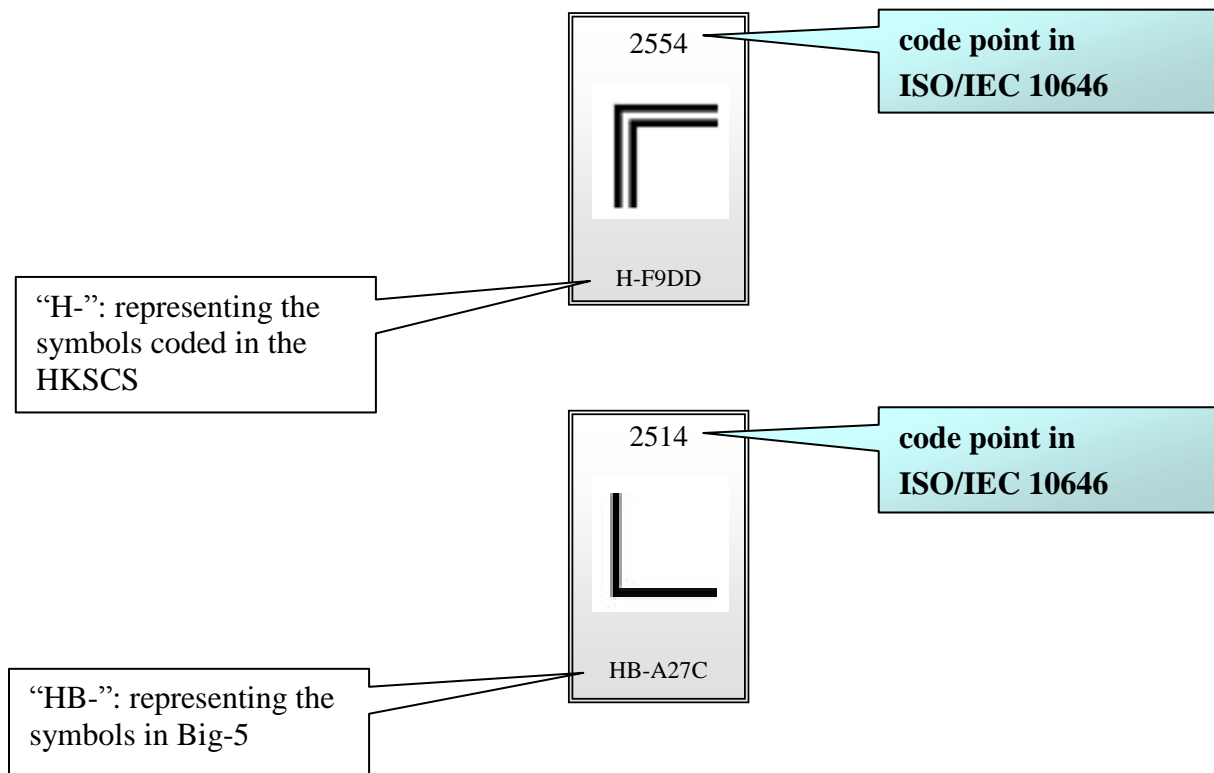 2554
code point in
ISO/IEC 10646
H-F9DD
“H-”: representing the
symbols coded in the
HKSCS
2514
code point in
ISO/IEC 10646
HB-A27C
“HB-”: representing the
symbols in Big-5